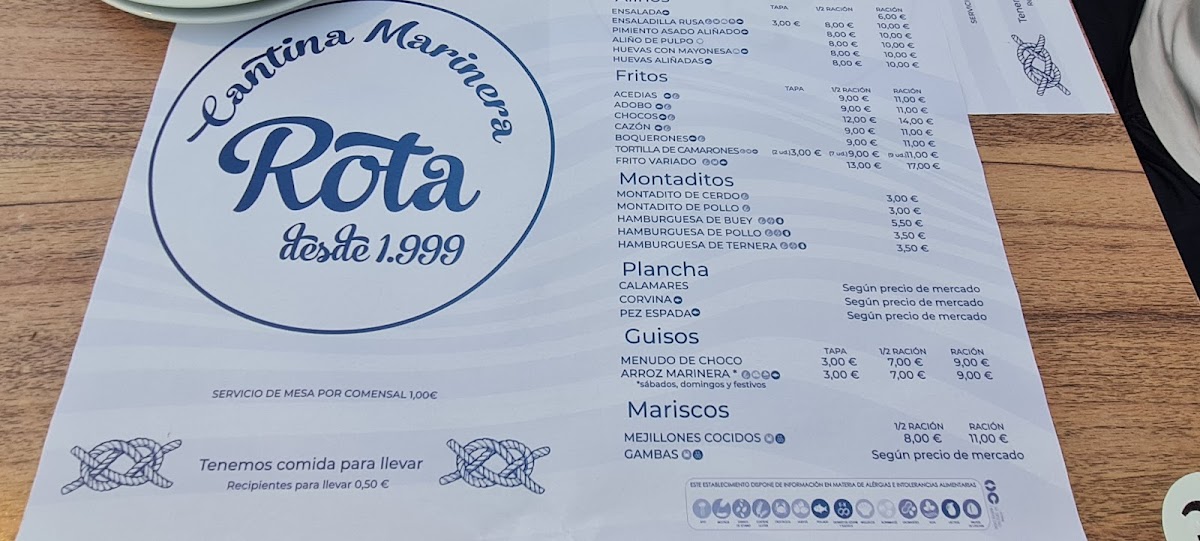 Cantina Marinera
Rota
desde 1.999
SERVICIO DE MESA POR COMENSAL 1,00€
Tenemos comida para llevar
Recipientes para llevar 0,50 €
TAPA 1/2 RACIÓN RACIÓN
ENSALADA 6,00 €
ENSALADILLA RUSA 3,00 € 8,00 € 10,00 €
PIMIENTO ASADO ALIÑADO 8,00 € 10,00 €
ALIÑO DE PULPO 8,00 € 10,00 €
HUEVAS CON MAYONESA 8,00 € 10,00 €
HUEVAS ALIÑADAS 8,00 € 10,00 €
Fritos
TAPA 1/2 RACIÓN RACIÓN
ACEDIAS 9,00 € 11,00 €
ADOBO 9,00 € 11,00 €
CHOCOS 12,00 € 14,00 €
CAZÓN 9,00 € 11,00 €
BOQUERONES 9,00 € 11,00 €
TORTILLA DE CAMARONES (2 ud.) 3,00 € (7 ud.) 9,00 € (9 ud.) 11,00 €
FRITO VARIADO 13,00 € 17,00 €
Montaditos
MONTADITO DE CERDO 3,00 €
MONTADITO DE POLLO 3,00 €
HAMBURGUESA DE BUEY 5,50 €
HAMBURGUESA DE POLLO 3,50 €
HAMBURGUESA DE TERNERA 3,50 €
Plancha
CALAMARES Según precio de mercado
CORVINA Según precio de mercado
PEZ ESPADA Según precio de mercado
Guisos
TAPA 1/2 RACIÓN RACIÓN
MENUDO DE CHOCO 3,00 € 7,00 € 9,00 €
ARROZ MARINERA * 3,00 € 7,00 € 9,00 €
*sábados, domingos y festivos
Mariscos
1/2 RACIÓN RACIÓN
MEJILLONES COCIDOS 8,00 € 11,00 €
GAMBAS Según precio de mercado
ESTE ESTABLECIMIENTO DISPONE DE INFORMACIÓN EN MATERIA DE ALERGIAS E INTOLERANCIAS ALIMENTARIAS